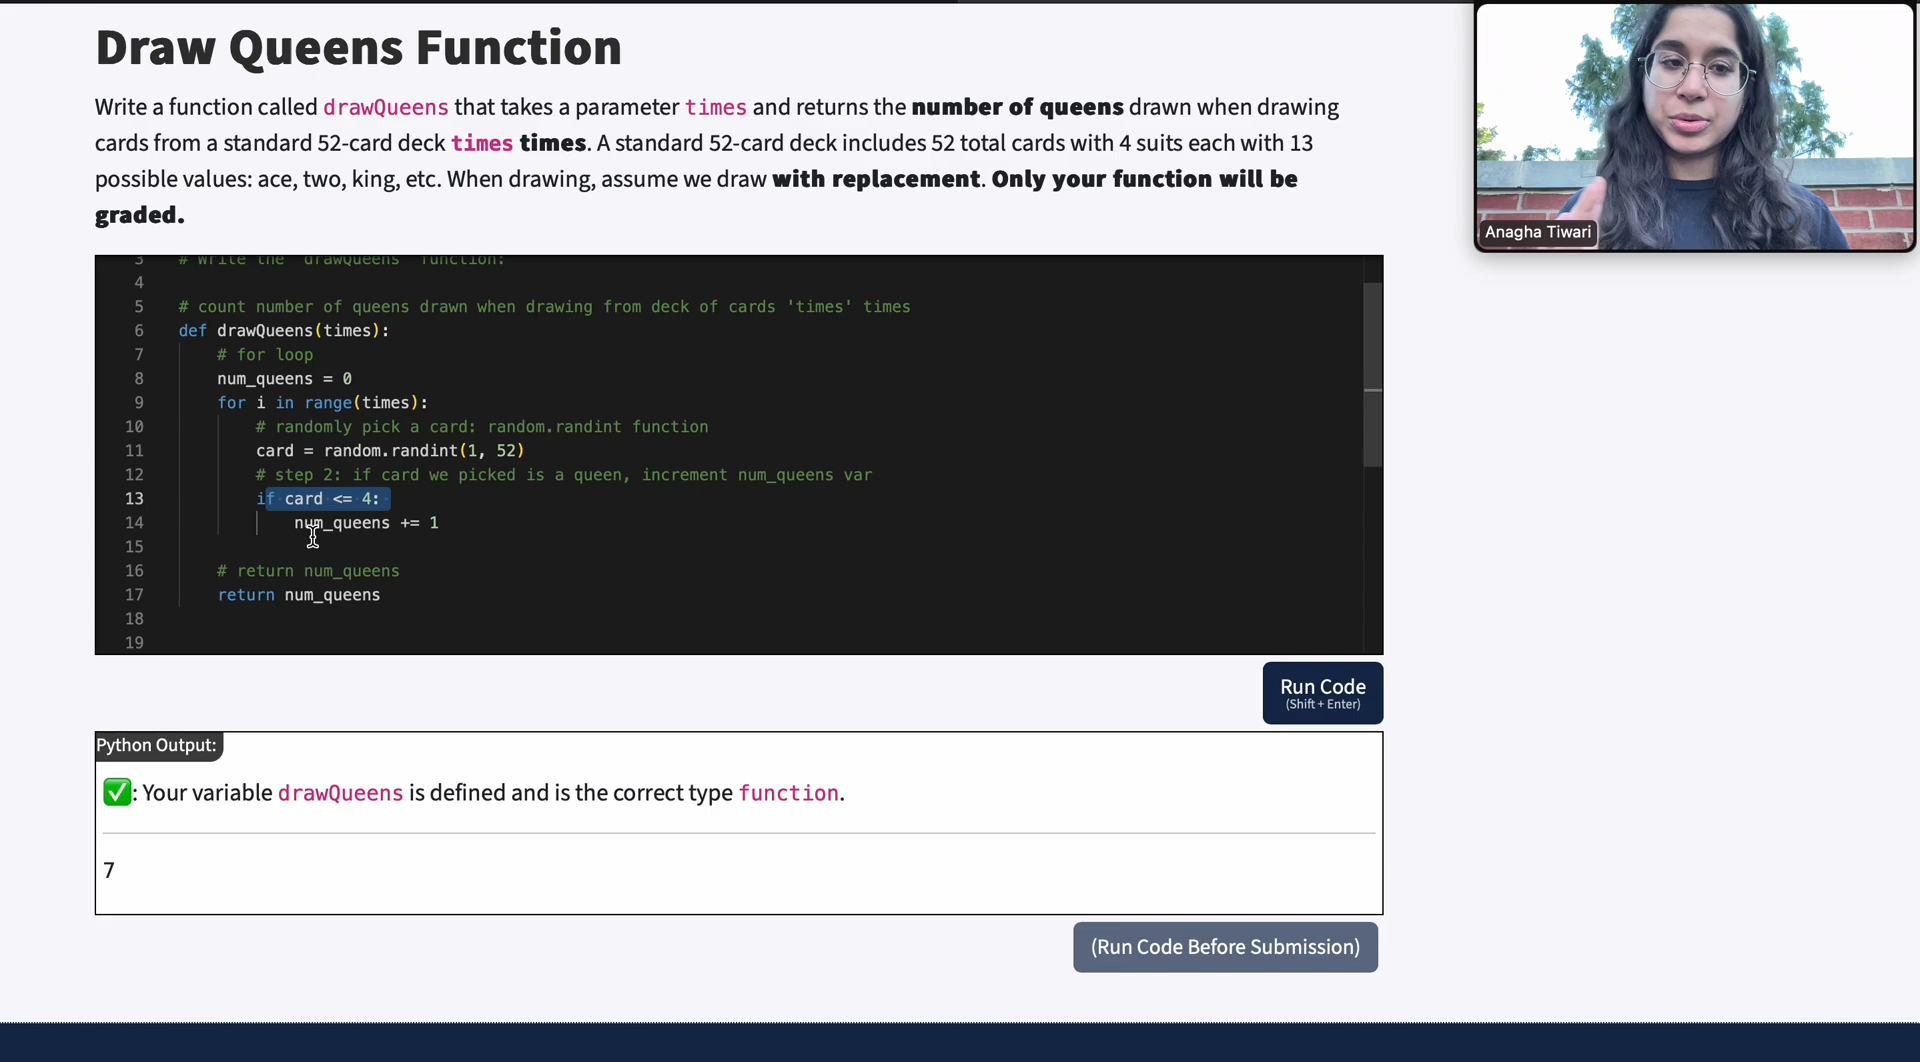 Draw Queens Function
Write a function called drawQueens that takes a parameter times and returns the number of queens drawn when drawing
cards from a standard 52-card deck times times. A standard 52-card deck includes 52 total cards with 4 suits each with 13
possible values: ace, two, king, etc. When drawing, assume we draw with replacement. Only your function will be
graded.
Anagha Tiwari
3 # Write the drawQueens function:
4
5 # count number of queens drawn when drawing from deck of cards 'times' times
6 def drawQueens(times):
7 # for loop
8 num_queens = 0
9 for i in range(times):
10 # randomly pick a card: random.randint function
11 card = random.randint(1, 52)
12 # step 2: if card we picked is a queen, increment num_queens var
13 if card <= 4:
14 num_queens += 1
15
16 # return num_queens
17 return num_queens
18
19
Run Code
(Shift + Enter)
Python Output:
✅: Your variable drawQueens is defined and is the correct type function.
7
(Run Code Before Submission)